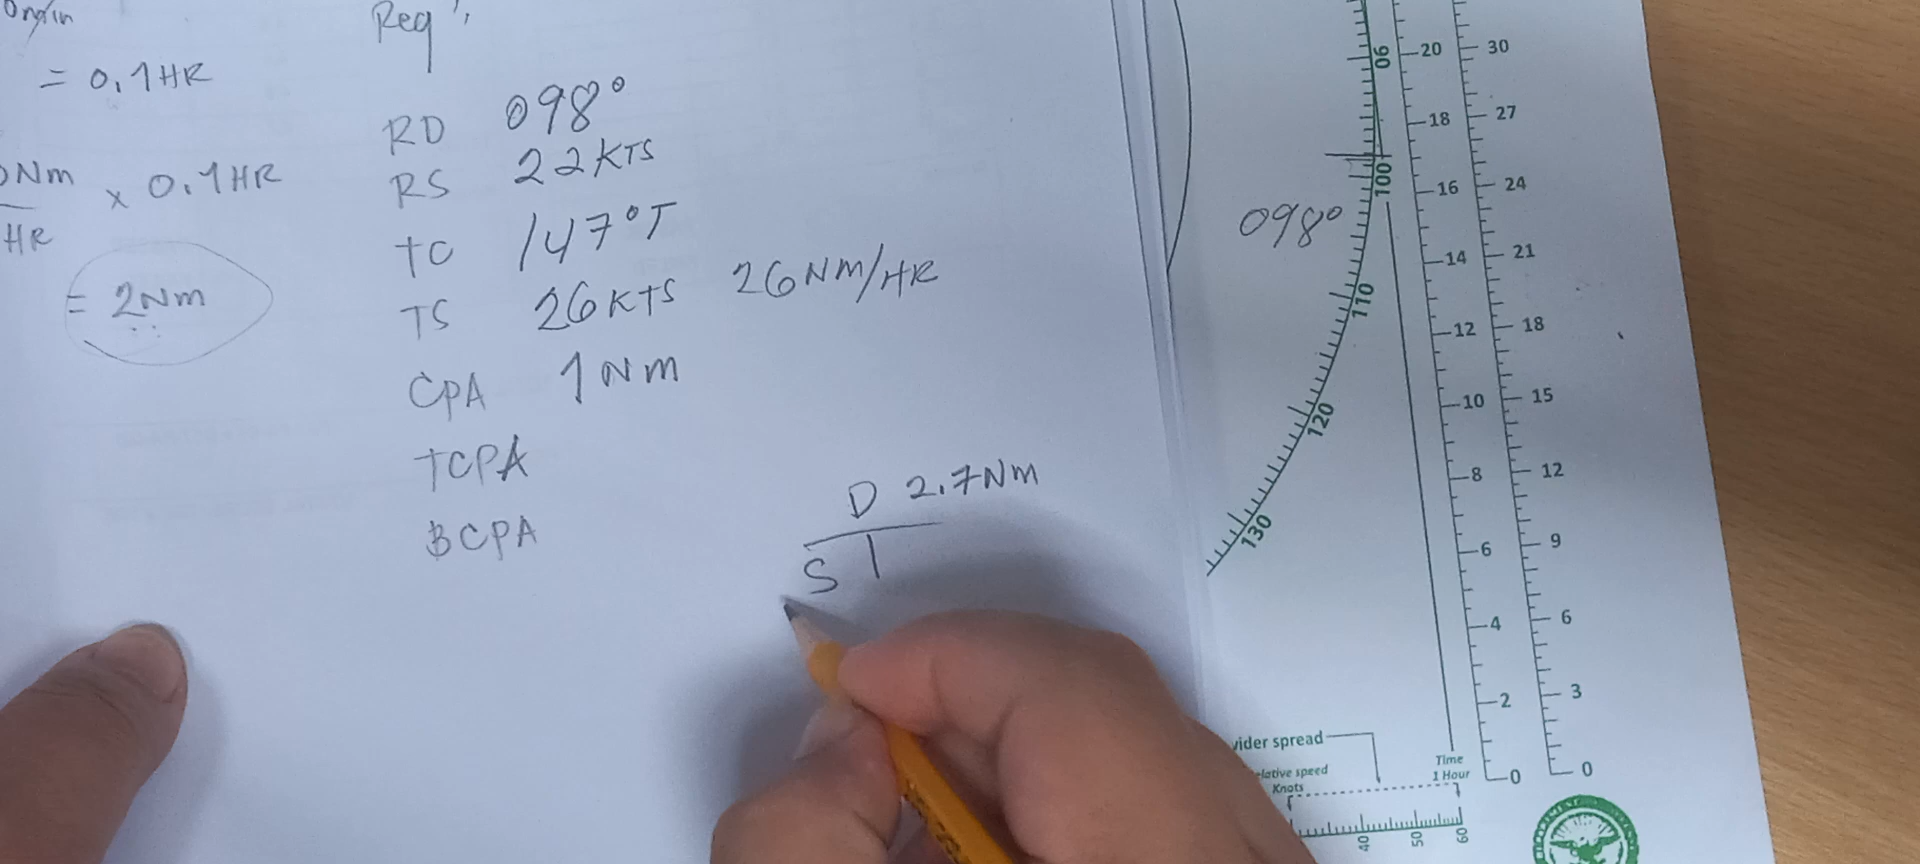 Origin
= 0.1HR
Nm x 0.1HR
HR
= 2Nm
Req'
RD 098°
RS 22KTS
TC 147°T
TS 26KTS 26NM/HR
CPA 1Nm
TCPA
BCPA
D 2.7Nm
S
098°
90
100
110
120
130
20
18
16
14
12
10
8
6
4
2
0
30
27
24
21
18
15
12
9
6
3
0
vider spread
lative speed
Knots
Time
1 Hour
40
50
60